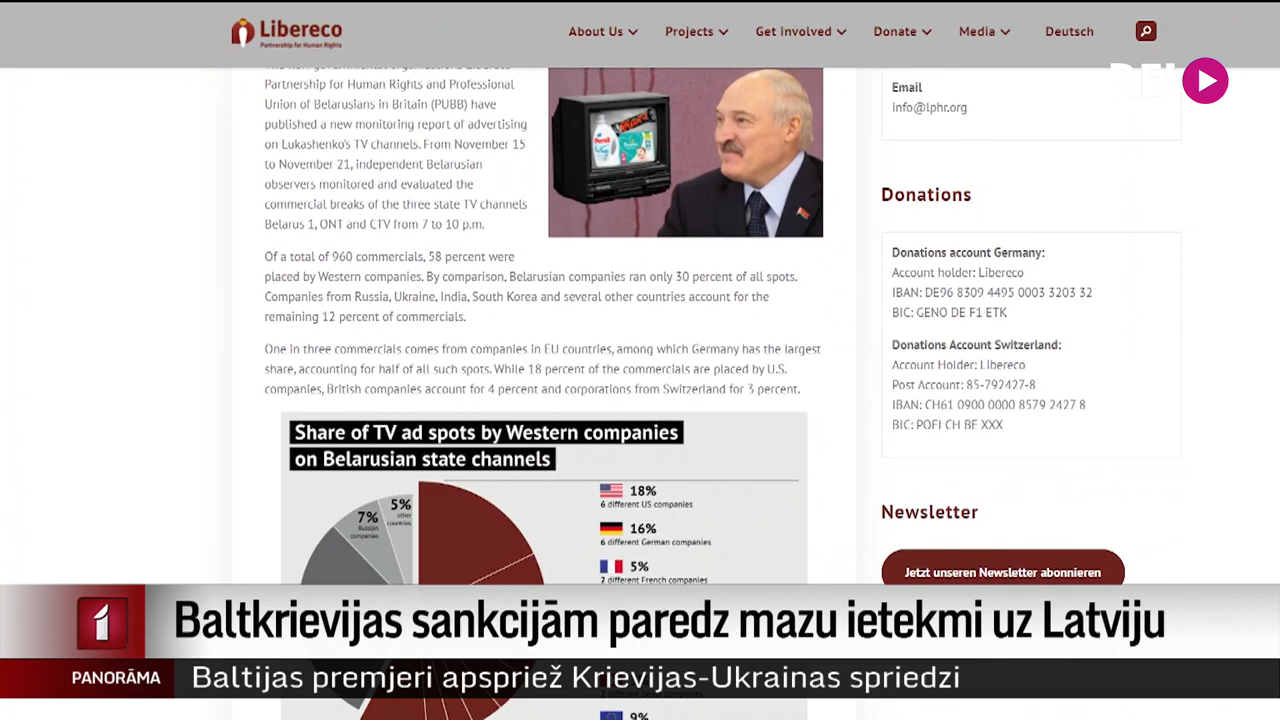 Libereco
Partnership for Human Rights
About Us
Projects
Get Involved
Donate
Media
Deutsch
Partnership for Human Rights and Professional
Union of Belarusians in Britain (PUBB) have
published a new monitoring report of advertising
on Lukashenko's TV channels. From November 15
to November 21, independent Belarusian
observers monitored and evaluated the
commercial breaks of the three state TV channels
Belarus 1, ONT and CTV from 7 to 10 p.m.
Of a total of 960 commercials, 58 percent were
placed by Western companies. By comparison, Belarusian companies ran only 30 percent of all spots.
Companies from Russia, Ukraine, India, South Korea and several other countries account for the
remaining 12 percent of commercials.
One in three commercials comes from companies in EU countries, among which Germany has the largest
share, accounting for half of all such spots. While 18 percent of the commercials are placed by U.S.
companies, British companies account for 4 percent and corporations from Switzerland for 3 percent.
Persil
Pampers
Share of TV ad spots by Western companies
on Belarusian state channels
5%
other
countries
7%
Russian
companies
18%
6 different US companies
16%
6 different German companies
5%
2 different French companies
9%
Email
info@lphr.org
Donations
Donations account Germany:
Account holder: Libereco
IBAN: DE96 8309 4495 0003 3203 32
BIC: GENO DE F1 ETK
Donations Account Switzerland:
Account Holder: Libereco
Post Account: 85-792427-8
IBAN: CH61 0900 0000 8579 2427 8
BIC: POFI CH BE XXX
Newsletter
Jetzt unseren Newsletter abonnieren
1
Baltkrievijas sankcijām paredz mazu ietekmi uz Latviju
PANORĀMA
Baltijas premjeri apspriež Krievijas-Ukrainas spriedzi